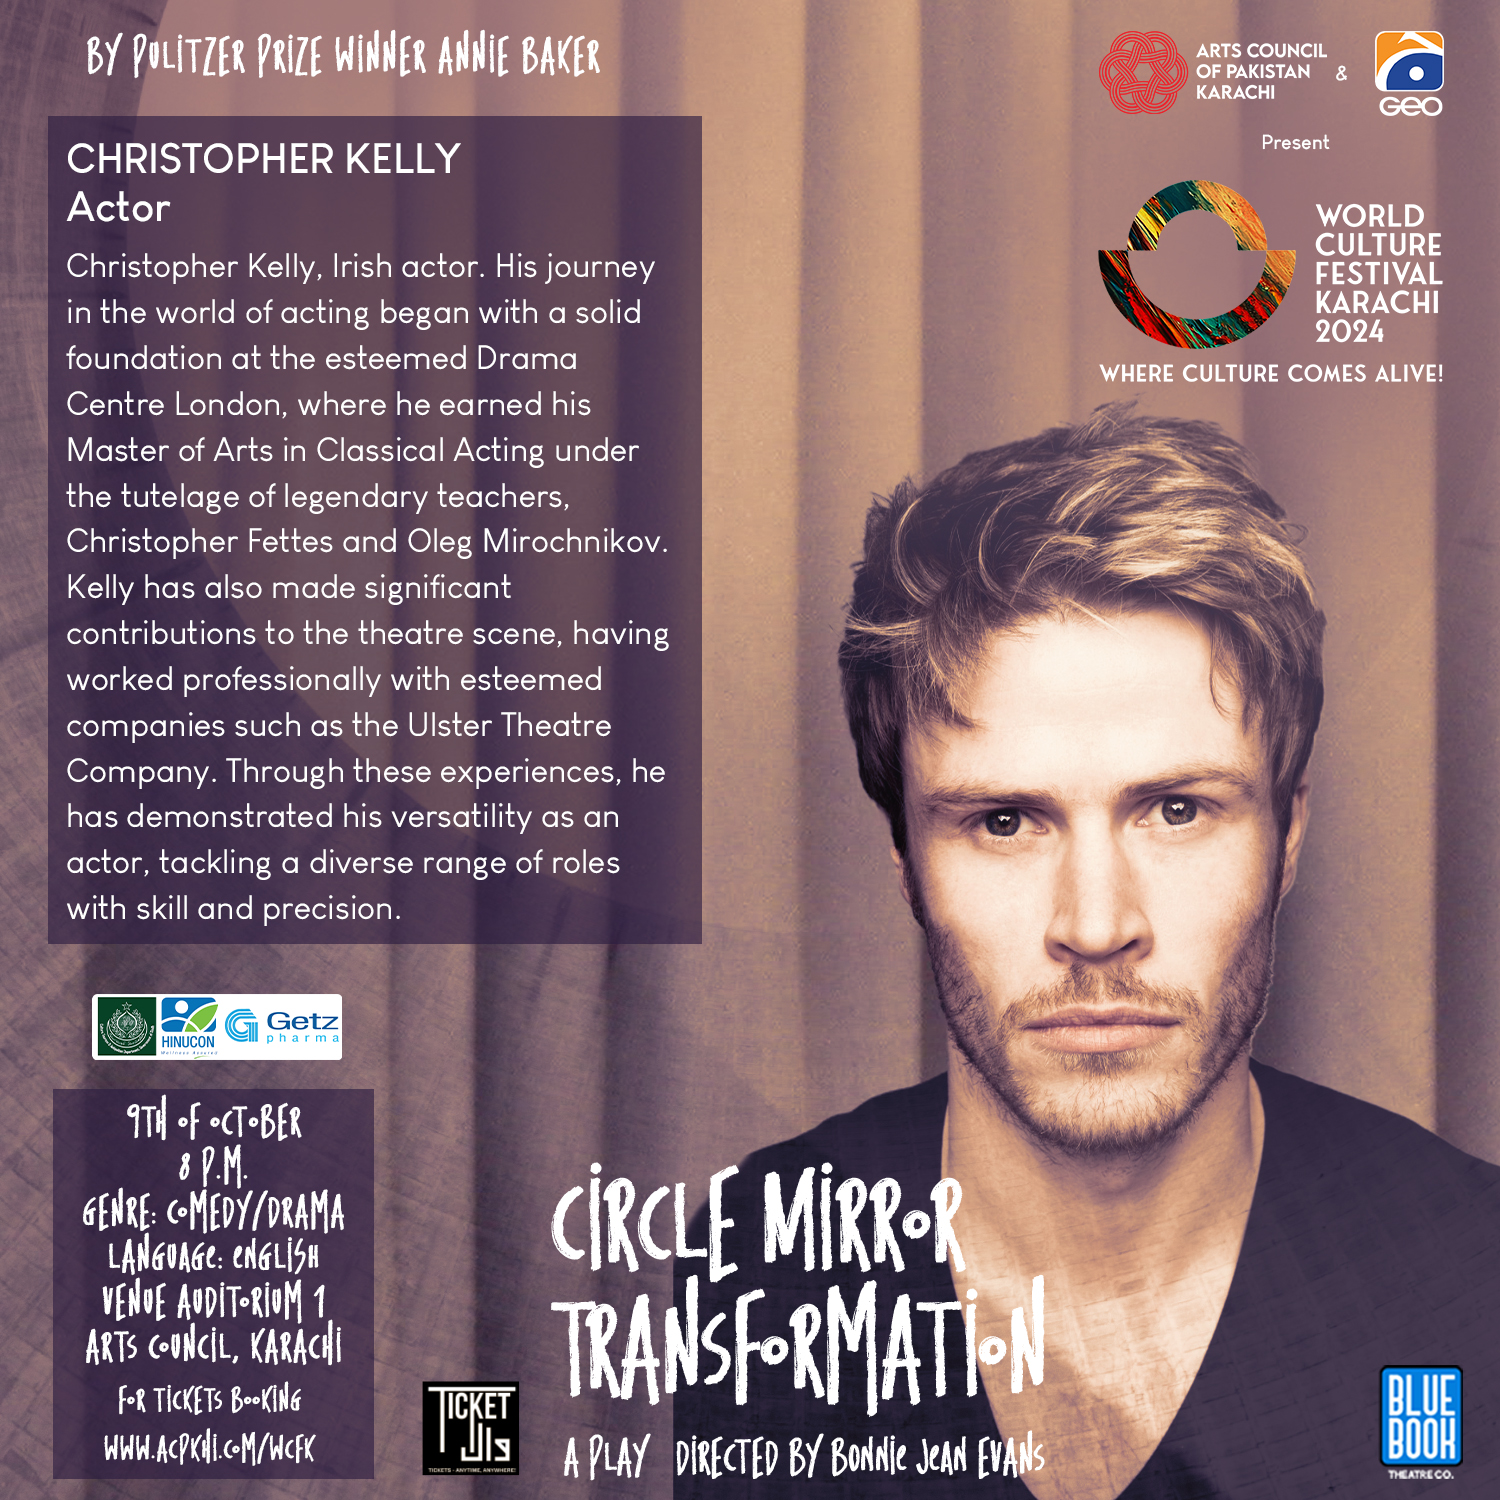 BY PULITZER PRIZE WINNER ANNIE BAKER
ARTS COUNCIL
OF PAKISTAN
KARACHI
&
GEO
Present
WORLD
CULTURE
FESTIVAL
KARACHI
2024
WHERE CULTURE COMES ALIVE!
CHRISTOPHER KELLY
Actor
Christopher Kelly, Irish actor. His journey
in the world of acting began with a solid
foundation at the esteemed Drama
Centre London, where he earned his
Master of Arts in Classical Acting under
the tutelage of legendary teachers,
Christopher Fettes and Oleg Mirochnikov.
Kelly has also made significant
contributions to the theatre scene, having
worked professionally with esteemed
companies such as the Ulster Theatre
Company. Through these experiences, he
has demonstrated his versatility as an
actor, tackling a diverse range of roles
with skill and precision.
HINUCON
Wellness Assured
Getz
pharma
9TH OF OCTOBER
8 P.M.
GENRE: COMEDY/DRAMA
LANGUAGE: ENGLISH
VENUE AUDITORIUM 1
ARTS COUNCIL, KARACHI
FOR TICKETS BOOKING
WWW.ACPKHI.COM/WCFK
TICKET
والا
TICKETS - ANYTIME, ANYWHERE!
CIRCLE MIRROR
TRANSFORMATION
A PLAY DIRECTED BY BONNIE JEAN EVANS
BLUE
BOOK
THEATRE CO.